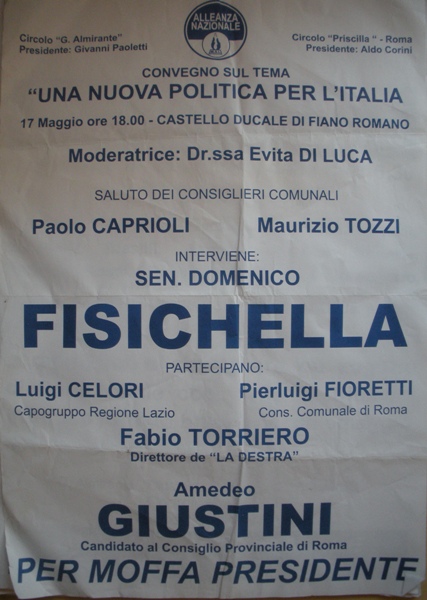 ALLEANZA
NAZIONALE
Circolo "G. Almirante"
Presidente: Givanni Paoletti
Circolo "Priscilla " - Roma
Presidente: Aldo Corini
CONVEGNO SUL TEMA
“UNA NUOVA POLITICA PER L’ITALIA
17 Maggio ore 18.00 - CASTELLO DUCALE DI FIANO ROMANO
Moderatrice: Dr.ssa Evita DI LUCA
SALUTO DEI CONSIGLIERI COMUNALI
Paolo CAPRIOLI Maurizio TOZZI
INTERVIENE:
SEN. DOMENICO
FISICHELLA
PARTECIPANO:
Luigi CELORI
Capogruppo Regione Lazio
Pierluigi FIORETTI
Cons. Comunale di Roma
Fabio TORRIERO
Direttore de “LA DESTRA”
Amedeo
GIUSTINI
Candidato al Consiglio Provinciale di Roma
PER MOFFA PRESIDENTE